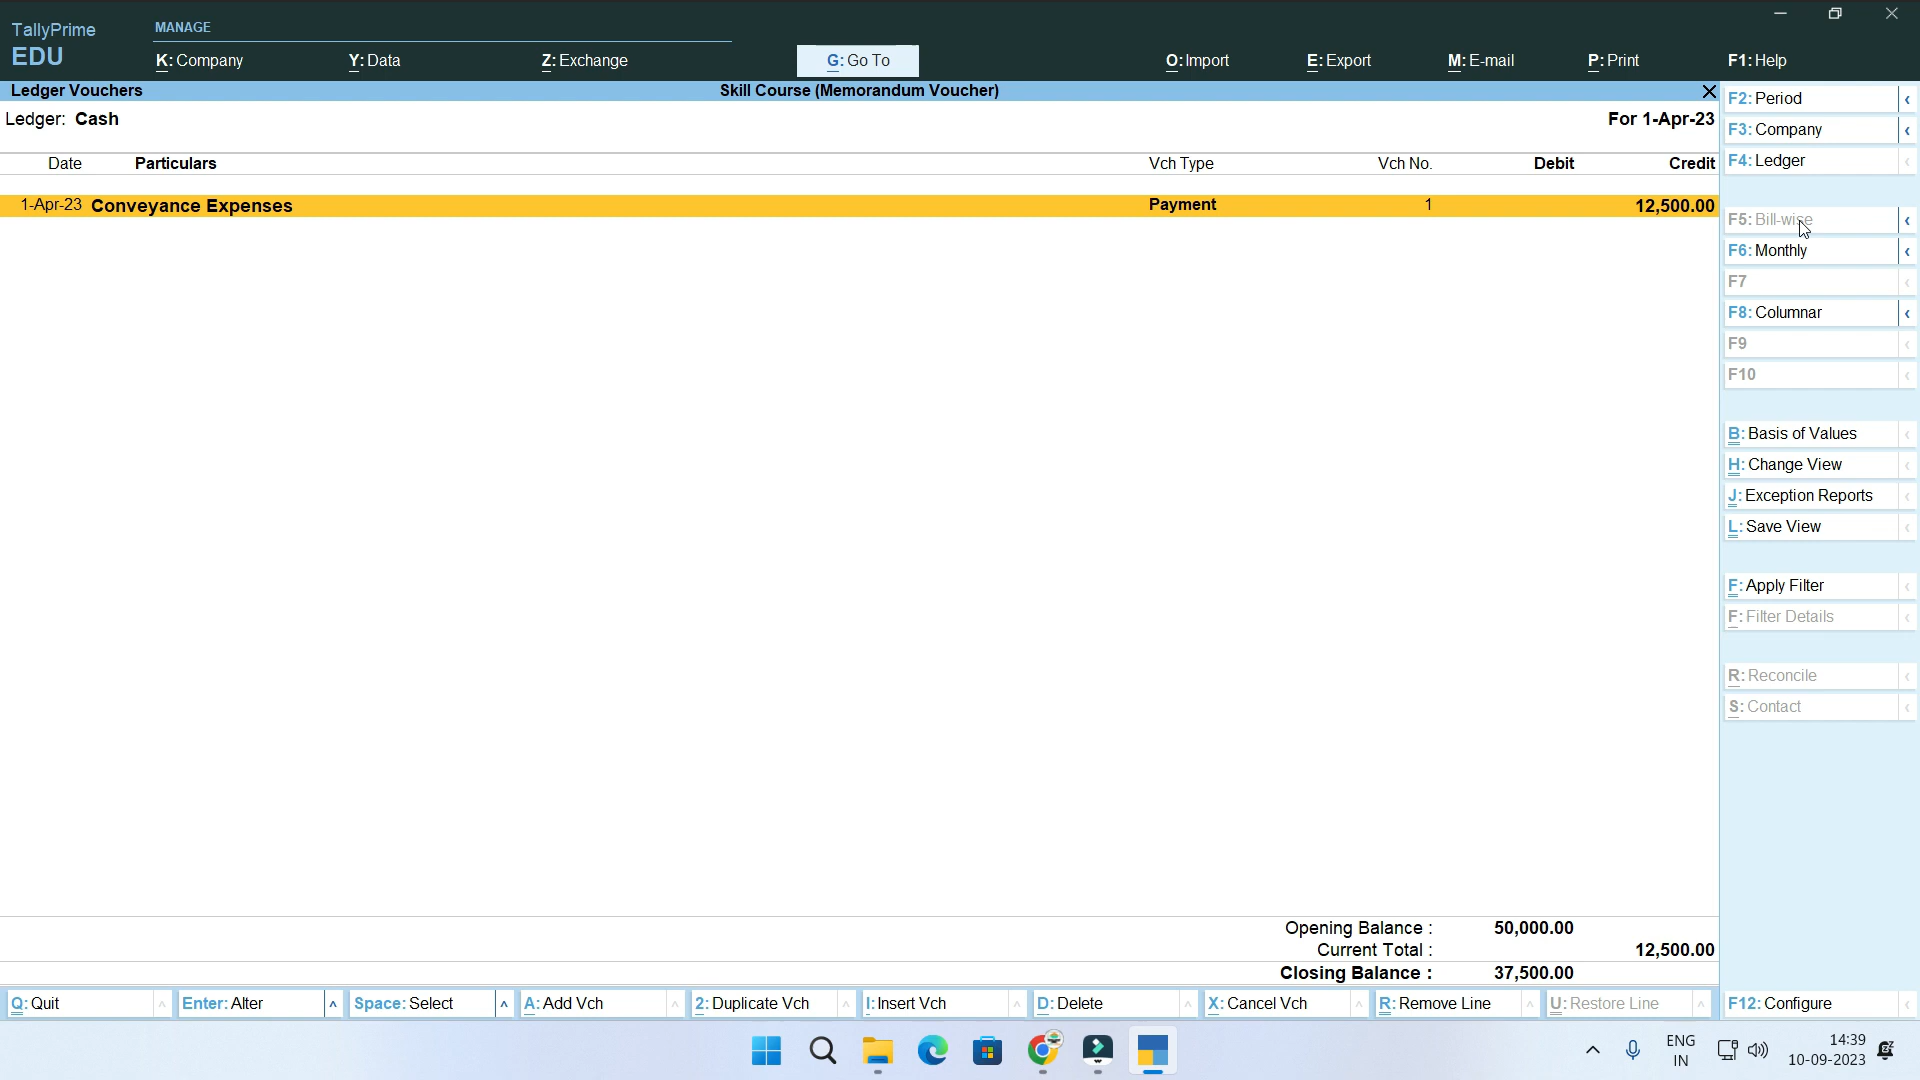 TallyPrime
EDU
MANAGE
K: Company
Y: Data
Z: Exchange
G: Go To
O: Import
E: Export
M: E-mail
P: Print
F1: Help
Ledger Vouchers
Skill Course (Memorandum Voucher)
Ledger: Cash
For 1-Apr-23
Date Particulars Vch Type Vch No. Debit Credit
1-Apr-23 Conveyance Expenses Payment 1 12,500.00
Opening Balance : 50,000.00
Current Total : 12,500.00
Closing Balance : 37,500.00
F2: Period
F3: Company
F4: Ledger
F5: Bill-wise
F6: Monthly
F7
F8: Columnar
F9
F10
B: Basis of Values
H: Change View
J: Exception Reports
L: Save View
F: Apply Filter
F: Filter Details
R: Reconcile
S: Contact
Q: Quit
Enter: Alter
Space: Select
A: Add Vch
2: Duplicate Vch
I: Insert Vch
D: Delete
X: Cancel Vch
R: Remove Line
U: Restore Line
F12: Configure
ENG
IN
14:39
10-09-2023